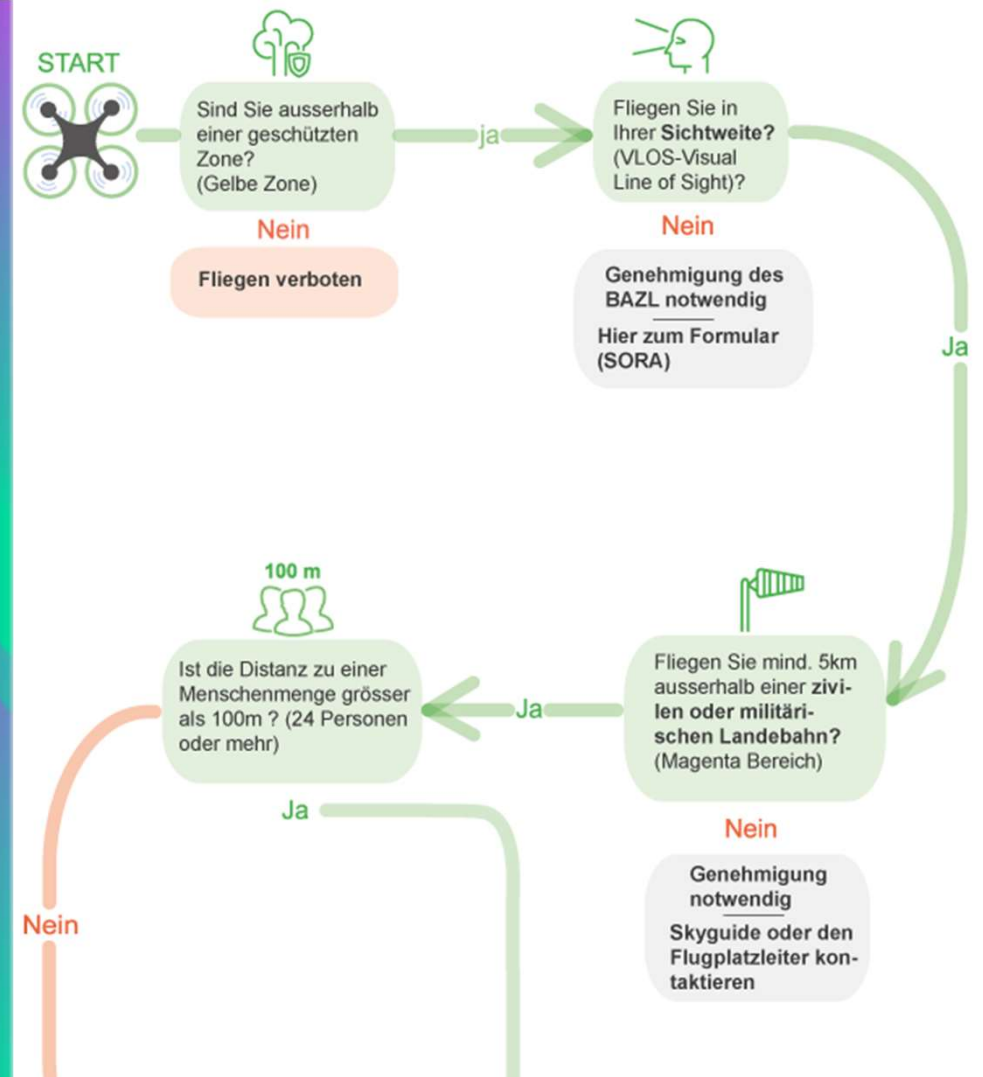 START
Sind Sie ausserhalb
einer geschützten
Zone?
(Gelbe Zone)
ja
Fliegen Sie in
Ihrer Sichtweite?
(VLOS-Visual
Line of Sight)?
Nein
Fliegen verboten
Nein
Genehmigung des
BAZL notwendig
Hier zum Formular
(SORA)
Ja
Fliegen Sie mind. 5km
ausserhalb einer zivi-
len oder militäri-
schen Landebahn?
(Magenta Bereich)
Nein
Genehmigung
notwendig
Skyguide oder den
Flugplatzleiter kon-
taktieren
Ja
100 m
Ist die Distanz zu einer
Menschenmenge grösser
als 100m ? (24 Personen
oder mehr)
Ja
Nein